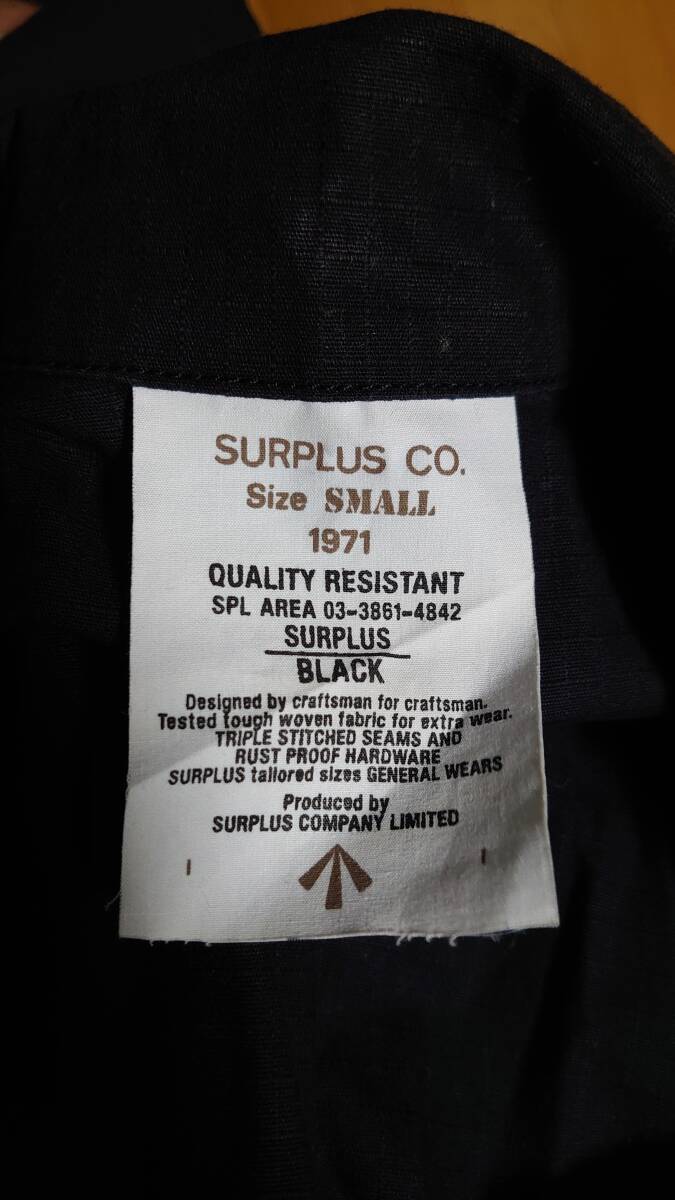 SURPLUS CO.
Size SMALL
1971
QUALITY RESISTANT
SPL AREA 03-3861-4842
SURPLUS
BLACK
Designed by craftsman for craftsman.
Tested tough woven fabric for extra wear.
TRIPLE STITCHED SEAMS AND
RUST PROOF HARDWARE
SURPLUS tailored sizes GENERAL WEARS
Produced by
SURPLUS COMPANY LIMITED